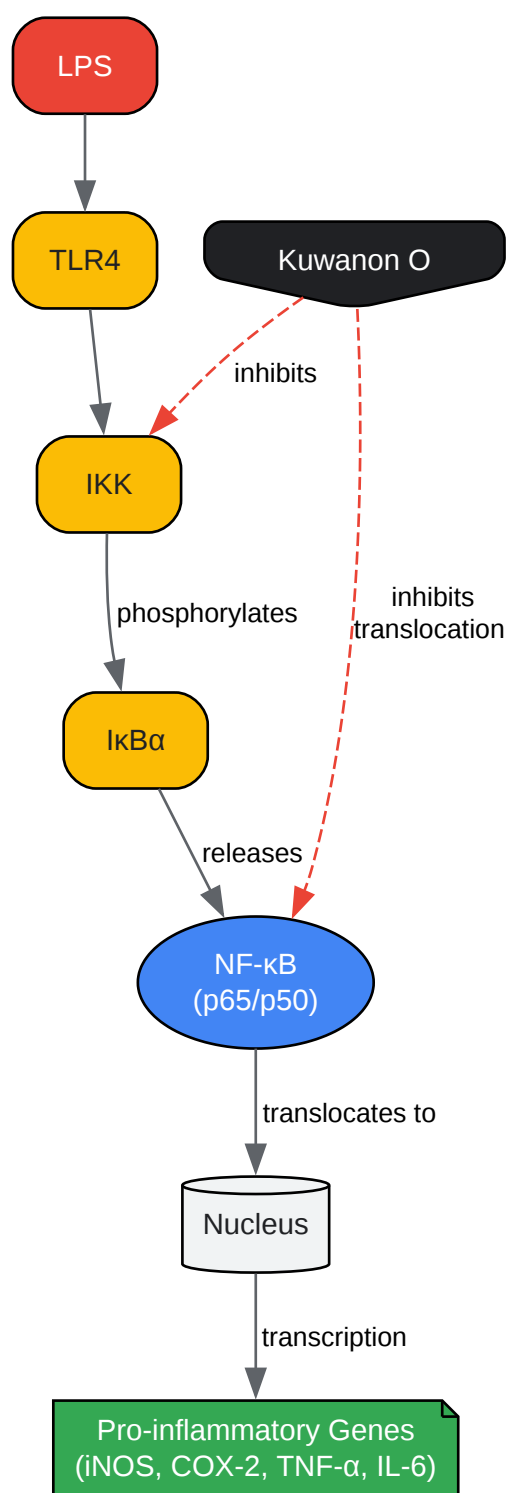 LPS
TLR4
Kuwanon O
inhibits
IKK
phosphorylates
inhibits
translocation
IκBα
releases
NF-κB
(p65/p50)
translocates to
Nucleus
transcription
Pro-inflammatory Genes
(iNOS, COX-2, TNF-α, IL-6)